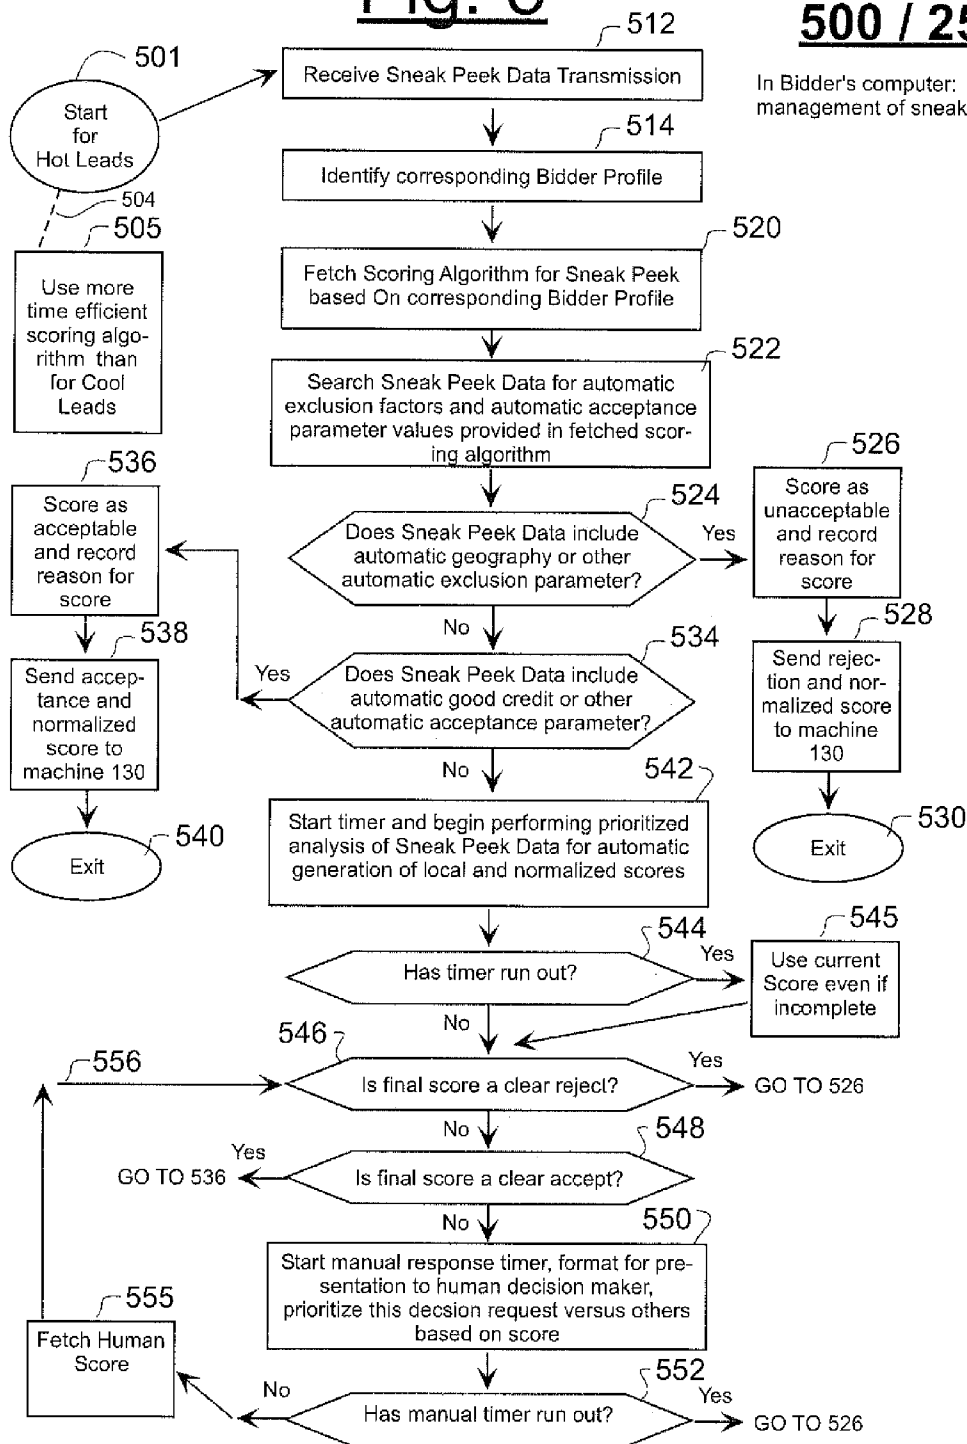 Fig.
500 / 25
512
501
Receive Sneak Peek Data Transmission
In Bidder's computer:
management of sneak
Start
for
Hot Leads
514
Identify corresponding Bidder Profile
504
505
520
Fetch Scoring Algorithm for Sneak Peek
based On corresponding Bidder Profile
Use more
time efficient
scoring algo-
rithm than
for Cool
Leads
522
Search Sneak Peek Data for automatic
exclusion factors and automatic acceptance
parameter values provided in fetched scor-
ing algorithm
536
526
Score as
acceptable
and record
reason for
score
524
Does Sneak Peek Data include
automatic geography or other
automatic exclusion parameter?
Yes
Score as
unacceptable
and record
reason for
score
No
538
534
528
Send accep-
tance and
normalized
score to
machine 130
Yes
Does Sneak Peek Data include
automatic good credit or other
automatic acceptance parameter?
Send rejec-
tion and nor-
malized score
to machine
130
No
542
540
Exit
Start timer and begin performing prioritized
analysis of Sneak Peek Data for automatic
generation of local and normalized scores
530
Exit
544
545
Has timer run out?
Yes
Use current
Score even if
incomplete
No
546
556
Is final score a clear reject?
Yes
GO TO 526
No
548
Yes
GO TO 536
Is final score a clear accept?
No
550
Start manual response timer, format for pre-
sentation to human decision maker,
prioritize this decsion request versus others
based on score
555
Fetch Human
Score
552
No
Has manual timer run out?
Yes
GO TO 526